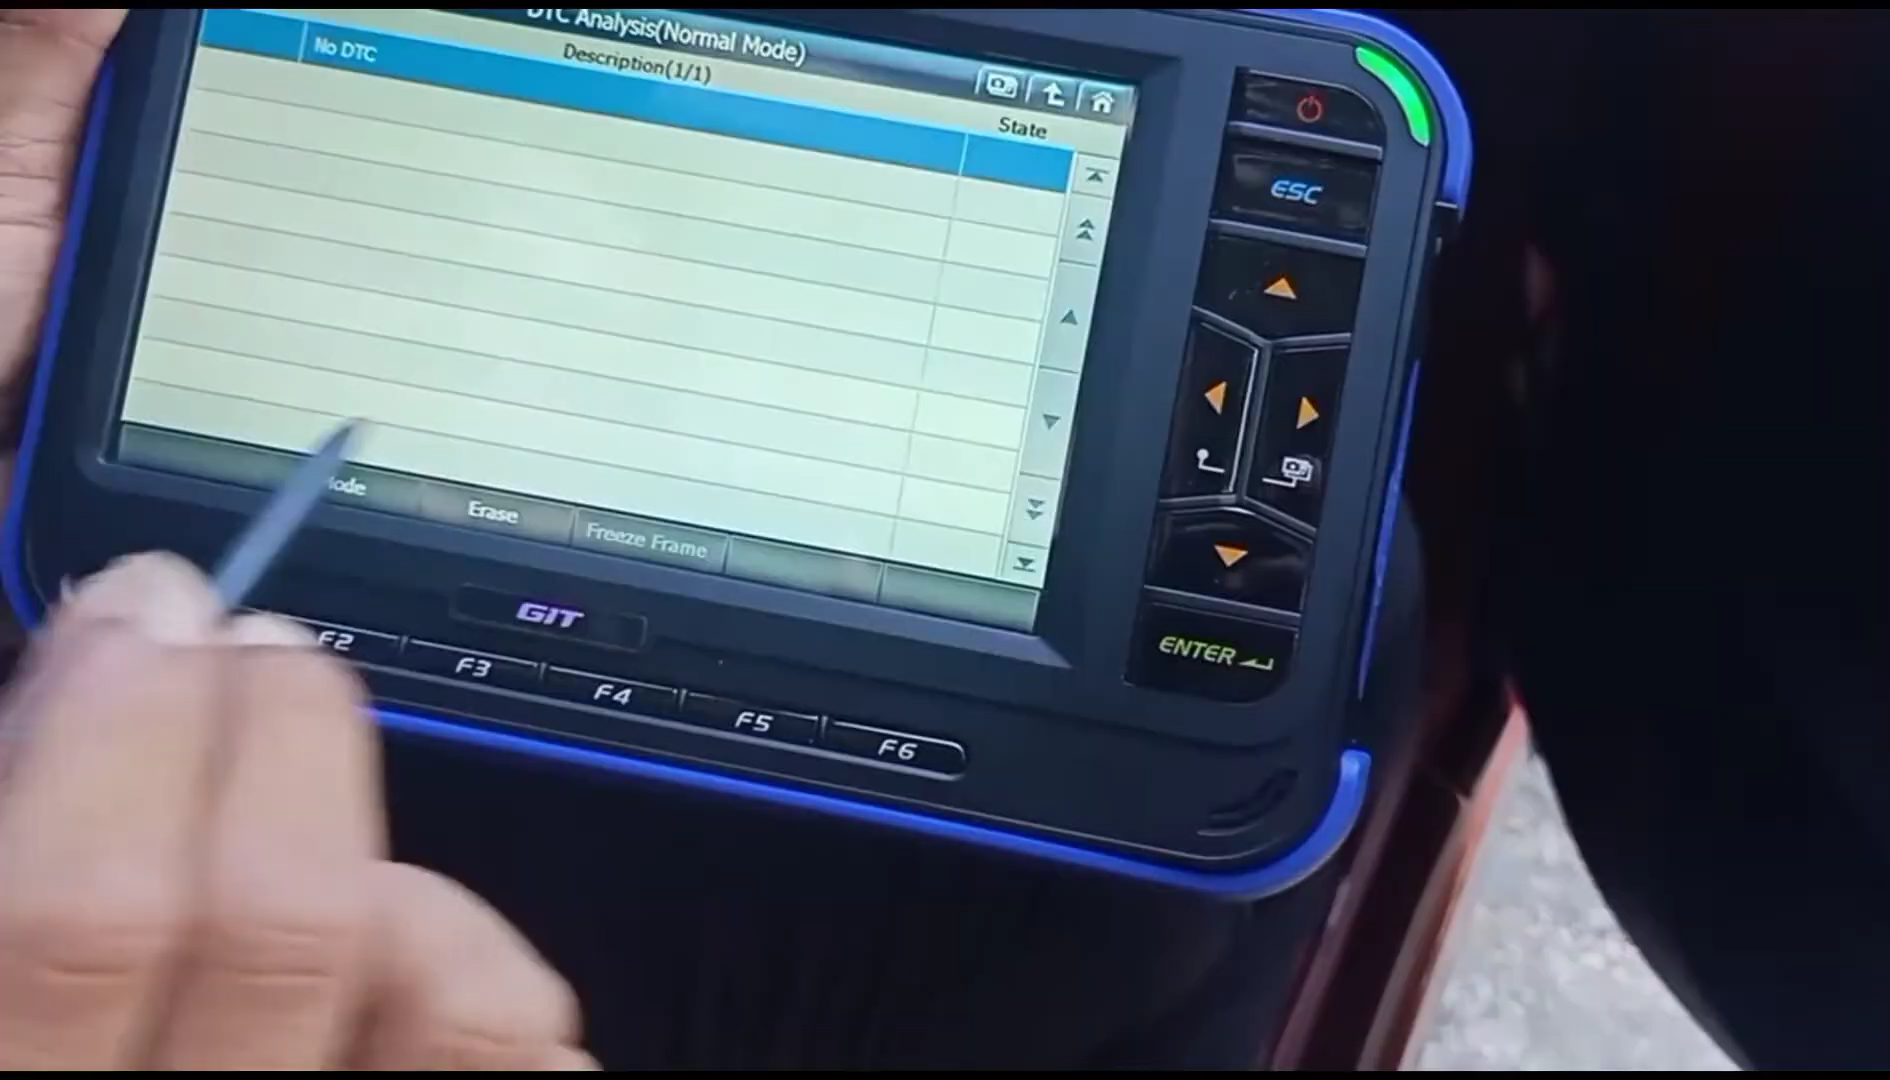 DTC Analysis(Normal Mode)
Description(1/1)
State
No DTC
Mode
Erase
Freeze Frame
GIT
F2
F3
F4
F5
F6
ESC
ENTER